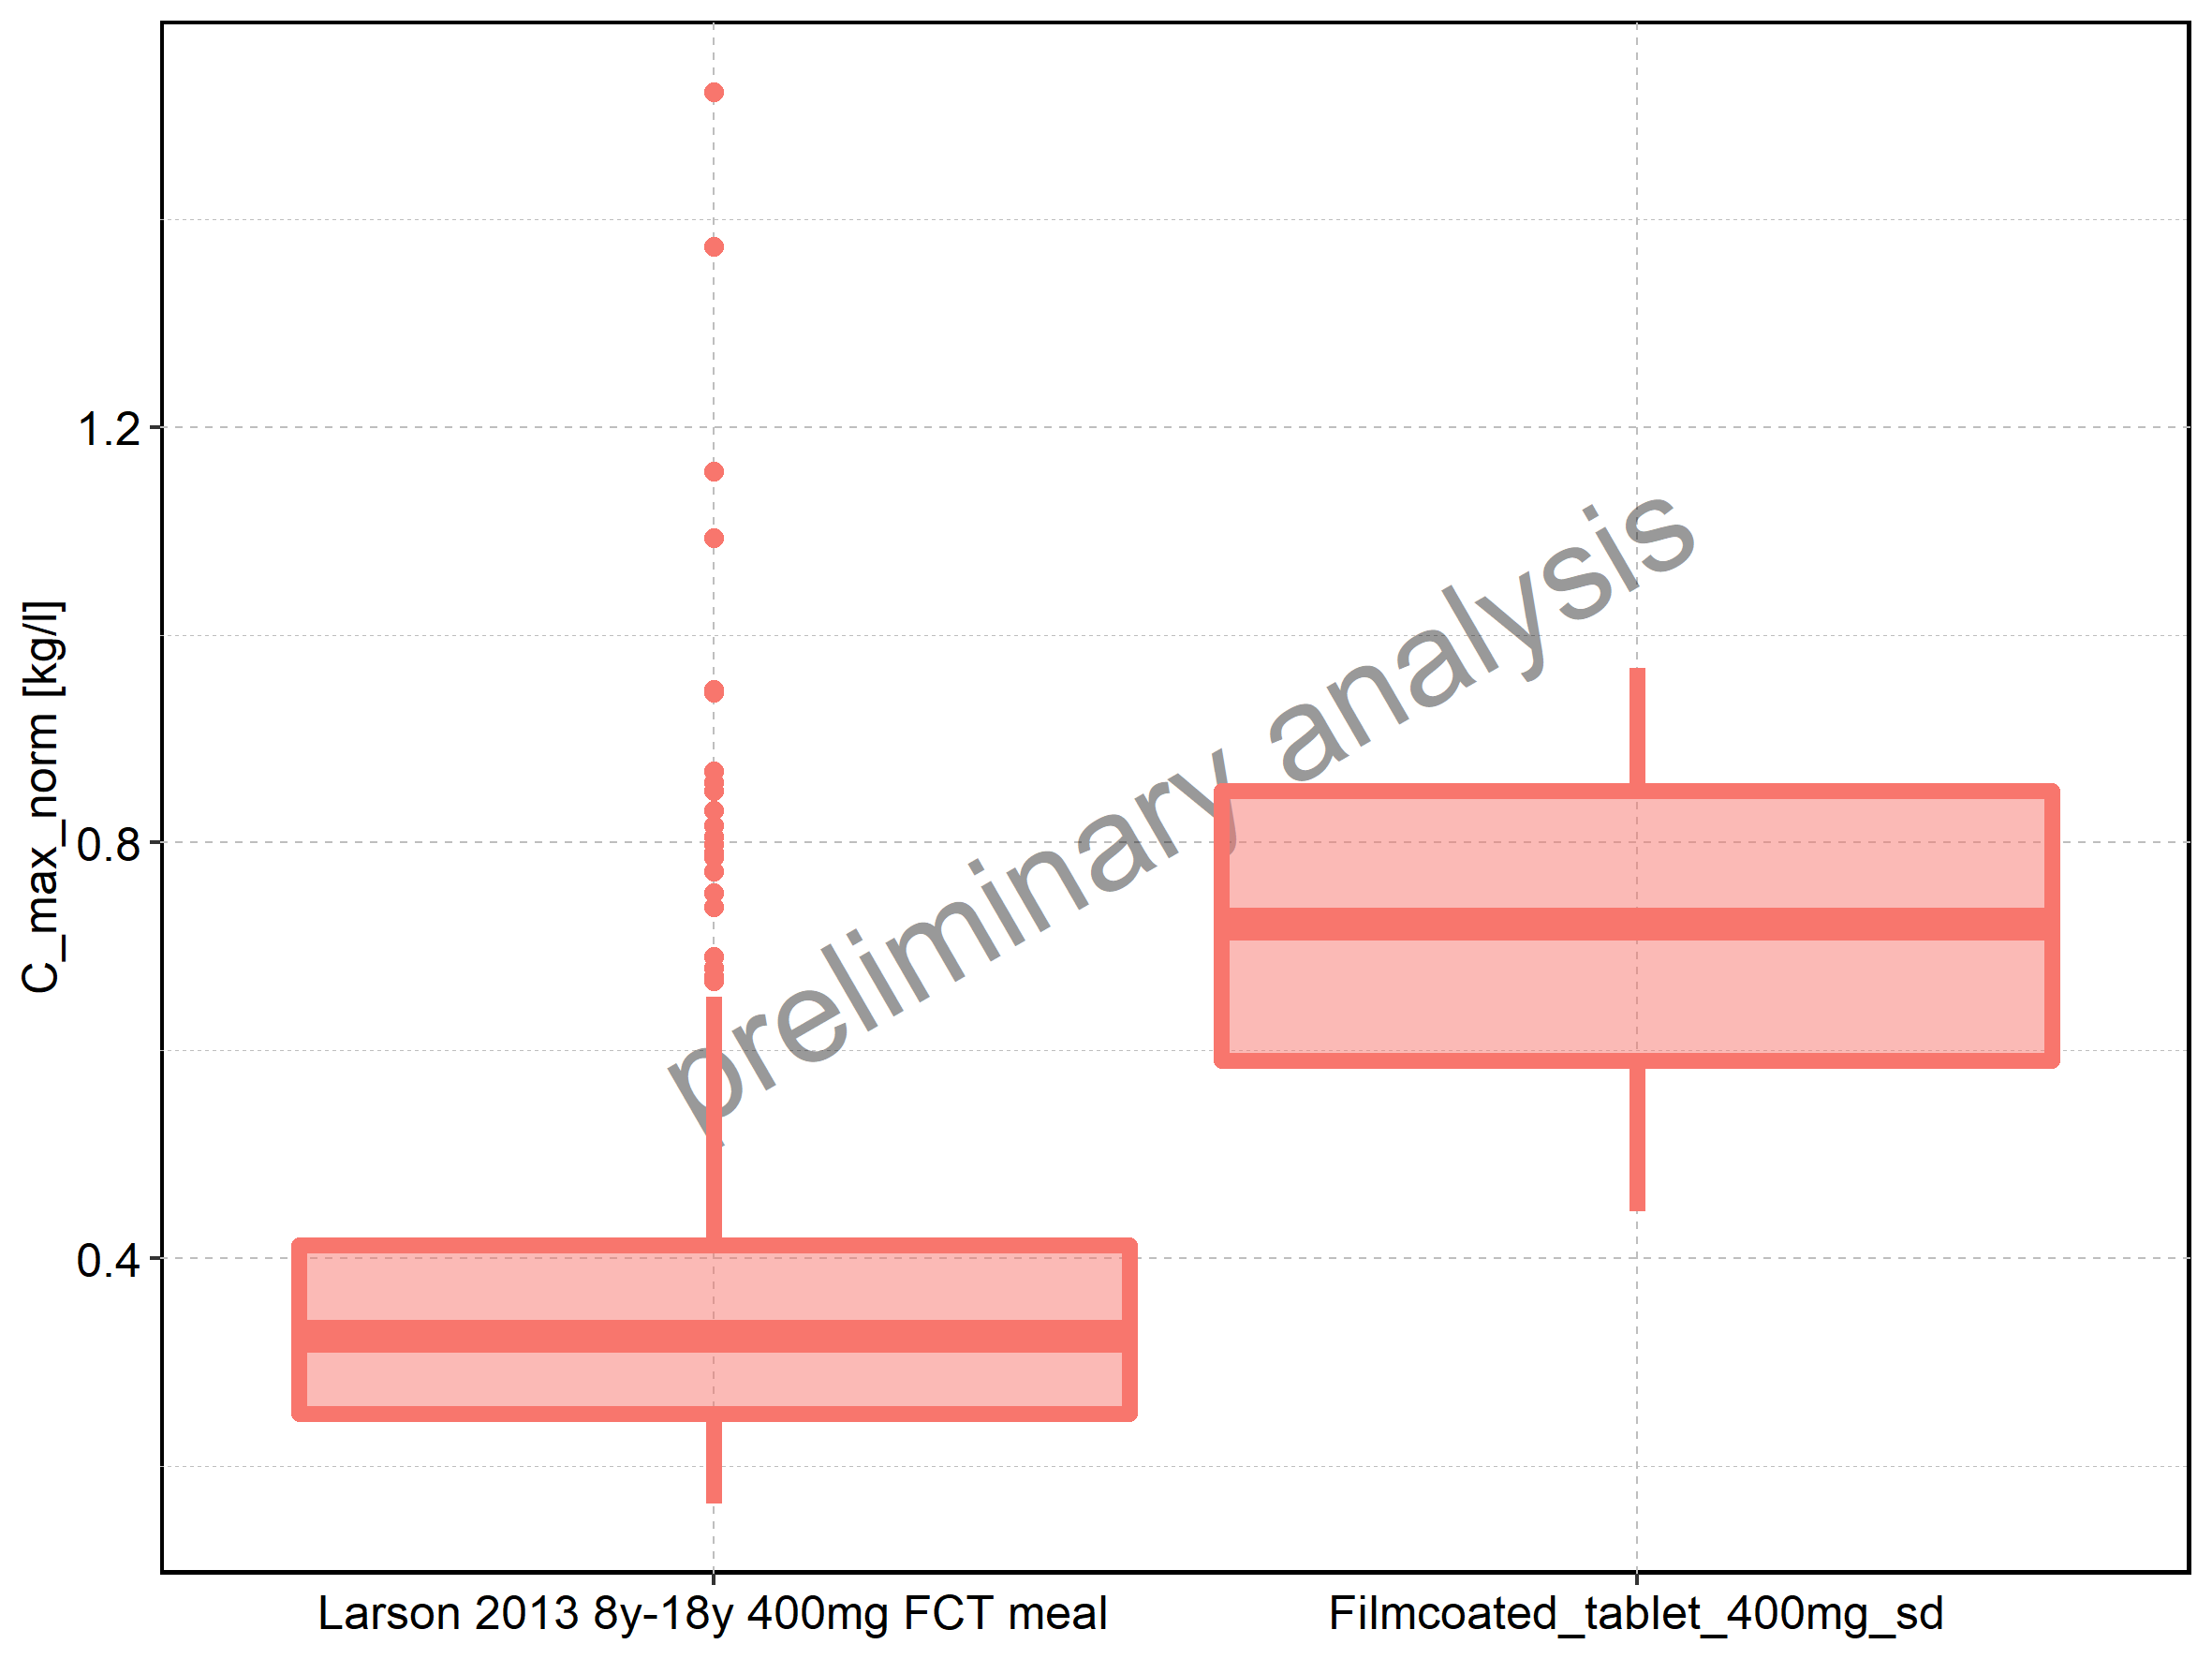 C_max_norm [kg/l]
1.2
0.8
0.4
preliminary analysis
Larson 2013 8y-18y 400mg FCT meal
Filmcoated_tablet_400mg_sd